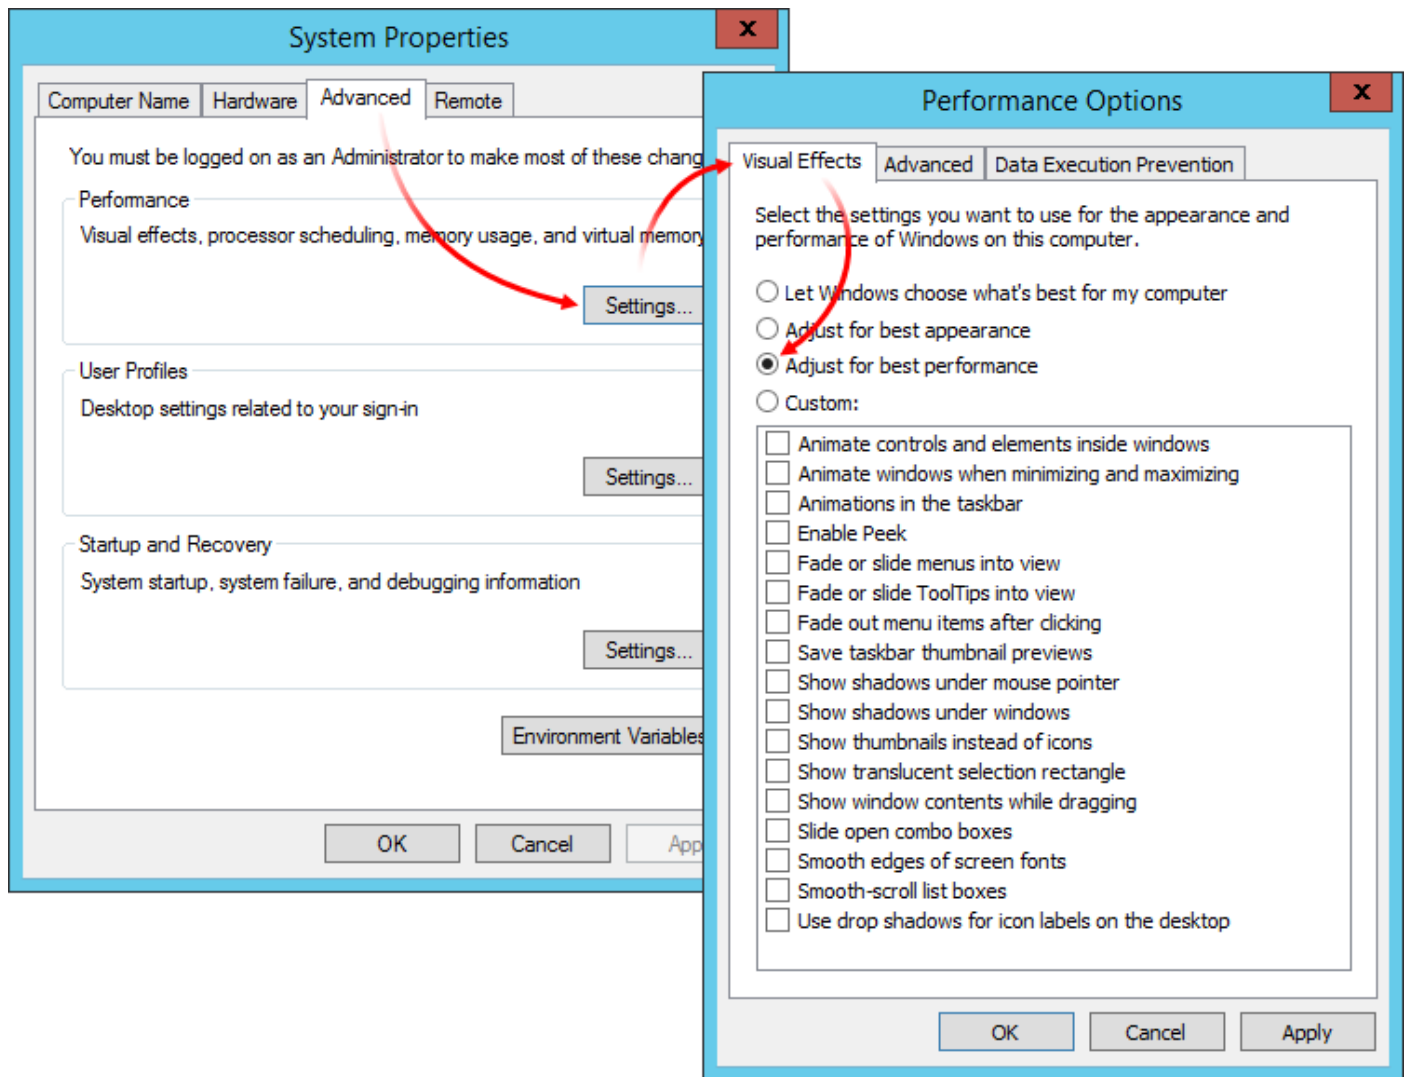 System Properties
x
Computer Name
Hardware
Advanced
Remote
You must be logged on as an Administrator to make most of these chang
Performance
Visual effects, processor scheduling, memory usage, and virtual memory
Settings...
User Profiles
Desktop settings related to your sign-in
Settings...
Startup and Recovery
System startup, system failure, and debugging information
Settings...
Environment Variables
OK
Cancel
App
Performance Options
x
Visual Effects
Advanced
Data Execution Prevention
Select the settings you want to use for the appearance and
performance of Windows on this computer.
Let Windows choose what's best for my computer
Adjust for best appearance
Adjust for best performance
Custom:
Animate controls and elements inside windows
Animate windows when minimizing and maximizing
Animations in the taskbar
Enable Peek
Fade or slide menus into view
Fade or slide ToolTips into view
Fade out menu items after clicking
Save taskbar thumbnail previews
Show shadows under mouse pointer
Show shadows under windows
Show thumbnails instead of icons
Show translucent selection rectangle
Show window contents while dragging
Slide open combo boxes
Smooth edges of screen fonts
Smooth-scroll list boxes
Use drop shadows for icon labels on the desktop
OK
Cancel
Apply